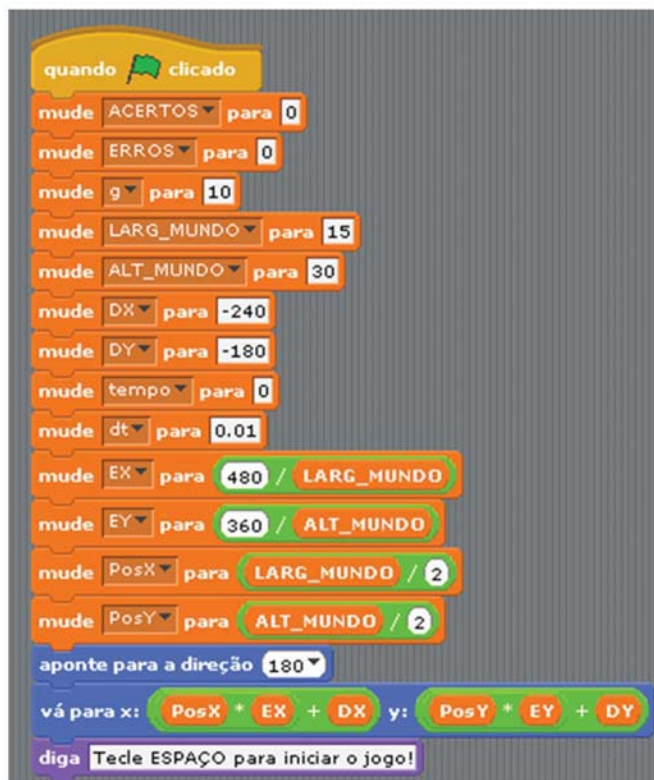 quando clicado
mude ACERTOS para 0
mude ERROS para 0
mude g para 10
mude LARG_MUNDO para 15
mude ALT_MUNDO para 30
mude DX para -240
mude DY para -180
mude tempo para 0
mude dt para 0.01
mude EX para 480 / LARG_MUNDO
mude EY para 360 / ALT_MUNDO
mude PosX para LARG_MUNDO / 2
mude PosY para ALT_MUNDO / 2
aponte para a direção 180
vá para x: PosX * EX + DX y: PosY * EY + DY
diga Tecle ESPAÇO para iniciar o jogo!